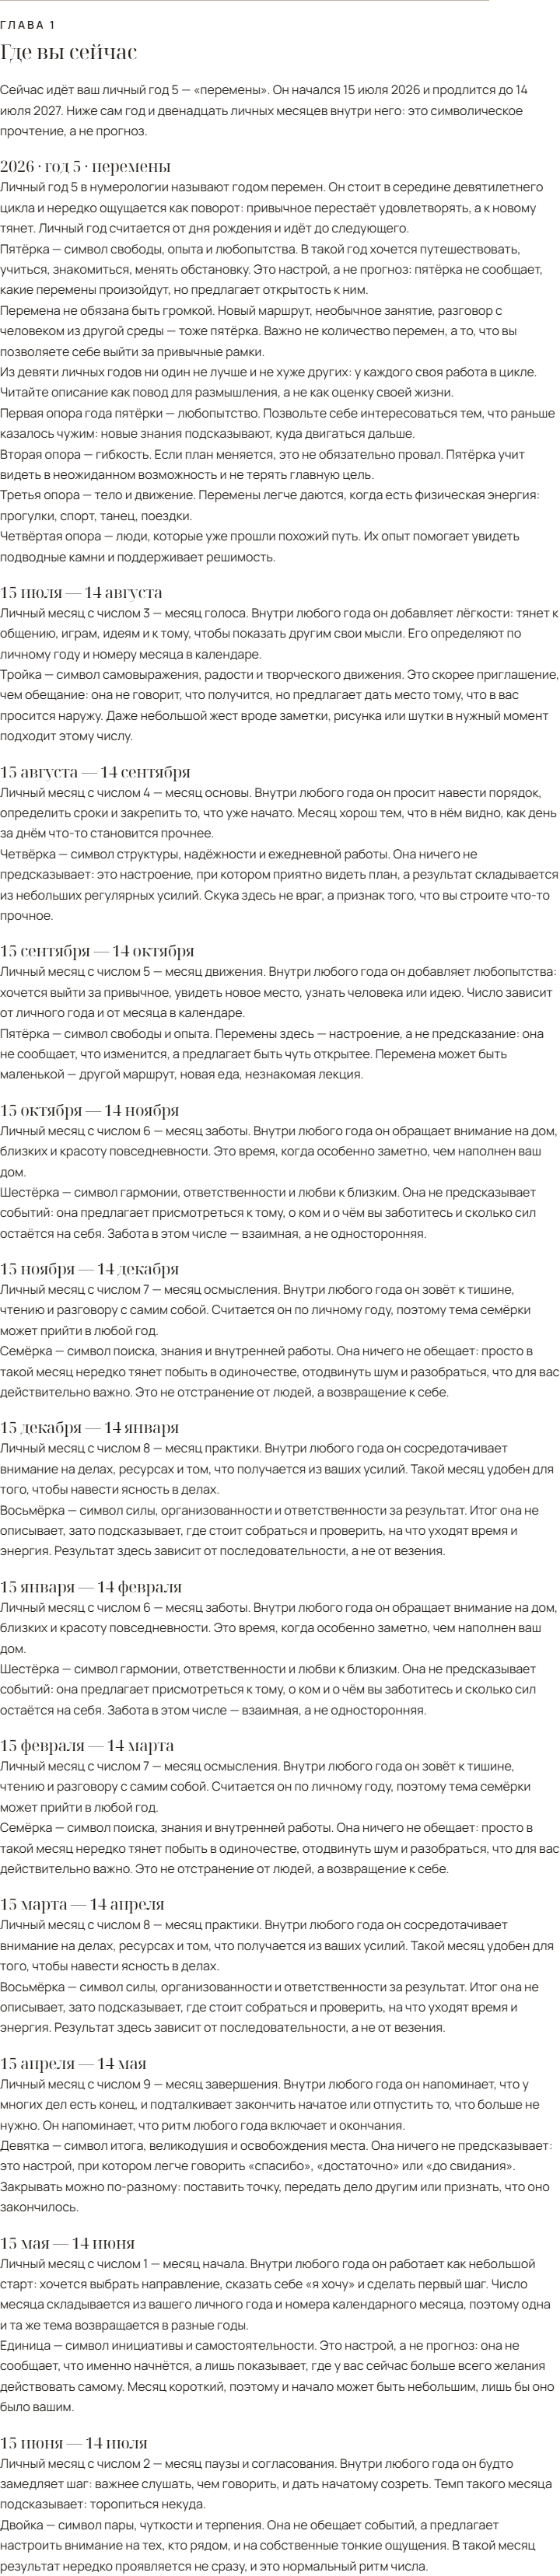 ГЛАВА 1
Где вы сейчас
Сейчас идёт ваш личный год 5 — «перемены». Он начался 15 июля 2026 и продлится до 14
июля 2027. Ниже сам год и двенадцать личных месяцев внутри него: это символическое
прочтение, а не прогноз.
2026 · год 5 · перемены
Личный год 5 в нумерологии называют годом перемен. Он стоит в середине девятилетнего
цикла и нередко ощущается как поворот: привычное перестаёт удовлетворять, а к новому
тянет. Личный год считается от дня рождения и идёт до следующего.
Пятёрка — символ свободы, опыта и любопытства. В такой год хочется путешествовать,
учиться, знакомиться, менять обстановку. Это настрой, а не прогноз: пятёрка не сообщает,
какие перемены произойдут, но предлагает открытость к ним.
Перемена не обязана быть громкой. Новый маршрут, необычное занятие, разговор с
человеком из другой среды — тоже пятёрка. Важно не количество перемен, а то, что вы
позволяете себе выйти за привычные рамки.
Из девяти личных годов ни один не лучше и не хуже других: у каждого своя работа в цикле.
Читайте описание как повод для размышления, а не как оценку своей жизни.
Первая опора года пятёрки — любопытство. Позвольте себе интересоваться тем, что раньше
казалось чужим: новые знания подсказывают, куда двигаться дальше.
Вторая опора — гибкость. Если план меняется, это не обязательно провал. Пятёрка учит
видеть в неожиданном возможность и не терять главную цель.
Третья опора — тело и движение. Перемены легче даются, когда есть физическая энергия:
прогулки, спорт, танец, поездки.
Четвёртая опора — люди, которые уже прошли похожий путь. Их опыт помогает увидеть
подводные камни и поддерживает решимость.
15 июля — 14 августа
Личный месяц с числом 3 — месяц голоса. Внутри любого года он добавляет лёгкости: тянет к
общению, играм, идеям и к тому, чтобы показать другим свои мысли. Его определяют по
личному году и номеру месяца в календаре.
Тройка — символ самовыражения, радости и творческого движения. Это скорее приглашение,
чем обещание: она не говорит, что получится, но предлагает дать место тому, что в вас
просится наружу. Даже небольшой жест вроде заметки, рисунка или шутки в нужный момент
подходит этому числу.
15 августа — 14 сентября
Личный месяц с числом 4 — месяц основы. Внутри любого года он просит навести порядок,
определить сроки и закрепить то, что уже начато. Месяц хорош тем, что в нём видно, как день
за днём что-то становится прочнее.
Четвёрка — символ структуры, надёжности и ежедневной работы. Она ничего не
предсказывает: это настроение, при котором приятно видеть план, а результат складывается
из небольших регулярных усилий. Скука здесь не враг, а признак того, что вы строите что-то
прочное.
15 сентября — 14 октября
Личный месяц с числом 5 — месяц движения. Внутри любого года он добавляет любопытства:
хочется выйти за привычное, увидеть новое место, узнать человека или идею. Число зависит
от личного года и от месяца в календаре.
Пятёрка — символ свободы и опыта. Перемены здесь — настроение, а не предсказание: она
не сообщает, что изменится, а предлагает быть чуть открытее. Перемена может быть
маленькой — другой маршрут, новая еда, незнакомая лекция.
15 октября — 14 ноября
Личный месяц с числом 6 — месяц заботы. Внутри любого года он обращает внимание на дом,
близких и красоту повседневности. Это время, когда особенно заметно, чем наполнен ваш
дом.
Шестёрка — символ гармонии, ответственности и любви к близким. Она не предсказывает
событий: она предлагает присмотреться к тому, о ком и о чём вы заботитесь и сколько сил
остаётся на себя. Забота в этом числе — взаимная, а не односторонняя.
15 ноября — 14 декабря
Личный месяц с числом 7 — месяц осмысления. Внутри любого года он зовёт к тишине,
чтению и разговору с самим собой. Считается он по личному году, поэтому тема семёрки
может прийти в любой год.
Семёрка — символ поиска, знания и внутренней работы. Она ничего не обещает: просто в
такой месяц нередко тянет побыть в одиночестве, отодвинуть шум и разобраться, что для вас
действительно важно. Это не отстранение от людей, а возвращение к себе.
15 декабря — 14 января
Личный месяц с числом 8 — месяц практики. Внутри любого года он сосредотачивает
внимание на делах, ресурсах и том, что получается из ваших усилий. Такой месяц удобен для
того, чтобы навести ясность в делах.
Восьмёрка — символ силы, организованности и ответственности за результат. Итог она не
описывает, зато подсказывает, где стоит собраться и проверить, на что уходят время и
энергия. Результат здесь зависит от последовательности, а не от везения.
15 января — 14 февраля
Личный месяц с числом 6 — месяц заботы. Внутри любого года он обращает внимание на дом,
близких и красоту повседневности. Это время, когда особенно заметно, чем наполнен ваш
дом.
Шестёрка — символ гармонии, ответственности и любви к близким. Она не предсказывает
событий: она предлагает присмотреться к тому, о ком и о чём вы заботитесь и сколько сил
остаётся на себя. Забота в этом числе — взаимная, а не односторонняя.
15 февраля — 14 марта
Личный месяц с числом 7 — месяц осмысления. Внутри любого года он зовёт к тишине,
чтению и разговору с самим собой. Считается он по личному году, поэтому тема семёрки
может прийти в любой год.
Семёрка — символ поиска, знания и внутренней работы. Она ничего не обещает: просто в
такой месяц нередко тянет побыть в одиночестве, отодвинуть шум и разобраться, что для вас
действительно важно. Это не отстранение от людей, а возвращение к себе.
15 марта — 14 апреля
Личный месяц с числом 8 — месяц практики. Внутри любого года он сосредотачивает
внимание на делах, ресурсах и том, что получается из ваших усилий. Такой месяц удобен для
того, чтобы навести ясность в делах.
Восьмёрка — символ силы, организованности и ответственности за результат. Итог она не
описывает, зато подсказывает, где стоит собраться и проверить, на что уходят время и
энергия. Результат здесь зависит от последовательности, а не от везения.
15 апреля — 14 мая
Личный месяц с числом 9 — месяц завершения. Внутри любого года он напоминает, что у
многих дел есть конец, и подталкивает закончить начатое или отпустить то, что больше не
нужно. Он напоминает, что ритм любого года включает и окончания.
Девятка — символ итога, великодушия и освобождения места. Она ничего не предсказывает:
это настрой, при котором легче говорить «спасибо», «достаточно» или «до свидания».
Закрывать можно по-разному: поставить точку, передать дело другим или признать, что оно
закончилось.
15 мая — 14 июня
Личный месяц с числом 1 — месяц начала. Внутри любого года он работает как небольшой
старт: хочется выбрать направление, сказать себе «я хочу» и сделать первый шаг. Число
месяца складывается из вашего личного года и номера календарного месяца, поэтому одна
и та же тема возвращается в разные годы.
Единица — символ инициативы и самостоятельности. Это настрой, а не прогноз: она не
сообщает, что именно начнётся, а лишь показывает, где у вас сейчас больше всего желания
действовать самому. Месяц короткий, поэтому и начало может быть небольшим, лишь бы оно
было вашим.
15 июня — 14 июля
Личный месяц с числом 2 — месяц паузы и согласования. Внутри любого года он будто
замедляет шаг: важнее слушать, чем говорить, и дать начатому созреть. Темп такого месяца
подсказывает: торопиться некуда.
Двойка — символ пары, чуткости и терпения. Она не обещает событий, а предлагает
настроить внимание на тех, кто рядом, и на собственные тонкие ощущения. В такой месяц
результат нередко проявляется не сразу, и это нормальный ритм числа.